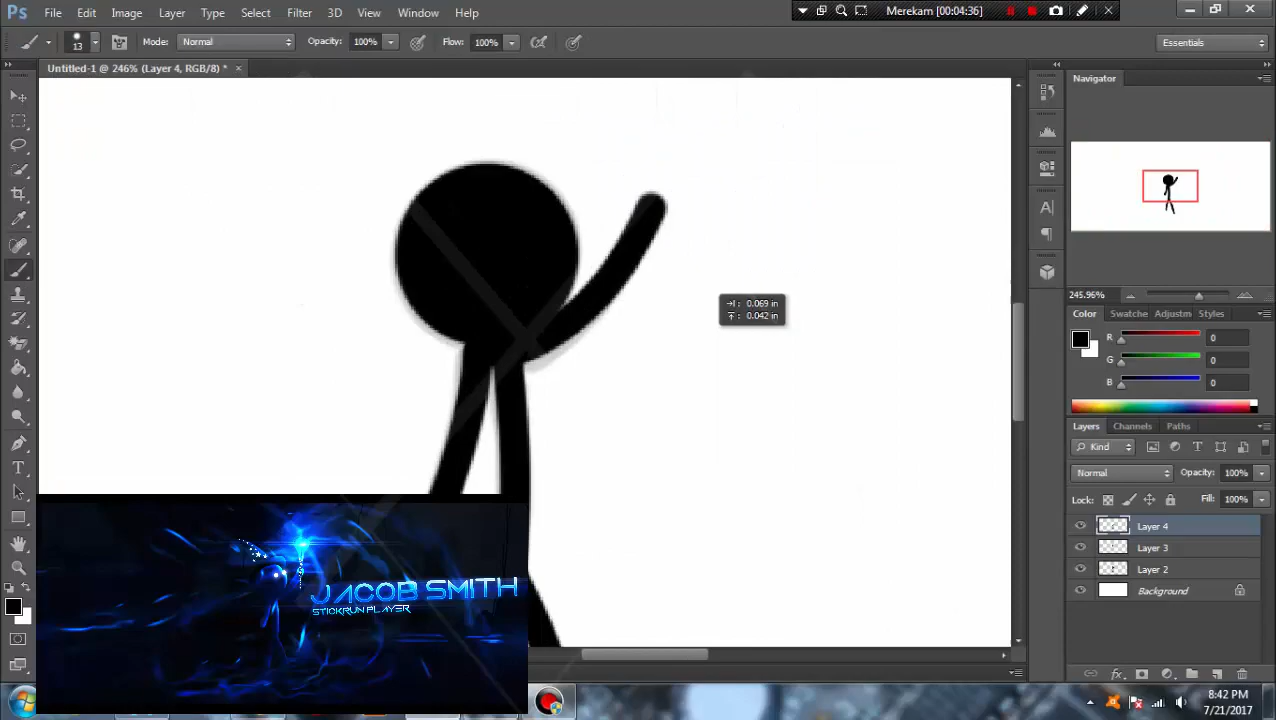 Ps File Edit Image Layer Type Select Filter 3D View Window Help
Merekam [00:04:36]
13 Mode: Normal Opacity: 100% Flow: 100% Essentials
Untitled-1 @ 246% (Layer 4, RGB/8) * ×
Navigator
0.069 in
0.042 in
245.96%
Color Swatche Adjustm Styles
R 0
G 0
B 0
Layers Channels Paths
Kind
Normal Opacity: 100%
Lock: Fill: 100%
Layer 4
Layer 3
Layer 2
Background
JACOB SMITH
STICKRUN PLAYER
8:42 PM
7/21/2017